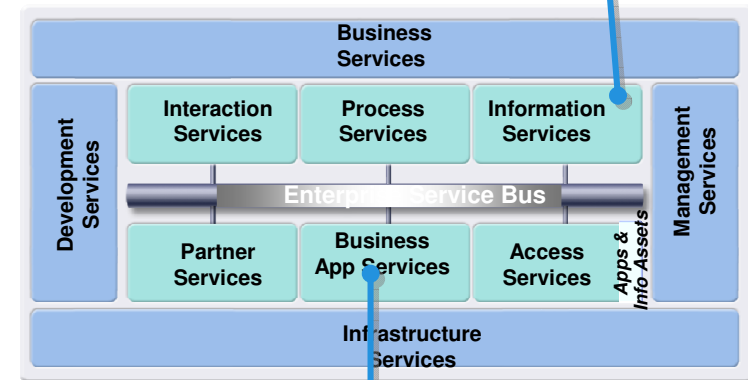 Business
Services
Interaction
Services
Process
Services
Information
Services
Development
Services
Management
Services
Enterprise Service Bus
Partner
Services
Business
App Services
Access
Services
Apps &
Info Assets
Infrastructure
Services